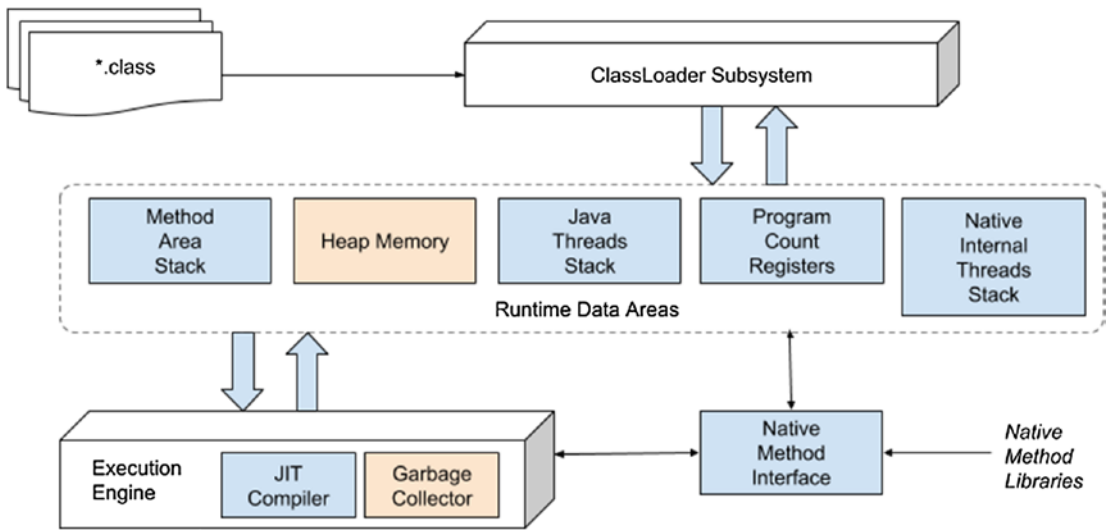 *.class
ClassLoader Subsystem
Method
Area
Stack
Heap Memory
Java
Threads
Stack
Program
Count
Registers
Native
Internal
Threads
Stack
Runtime Data Areas
Execution
Engine
JIT
Compiler
Garbage
Collector
Native
Method
Interface
Native
Method
Libraries